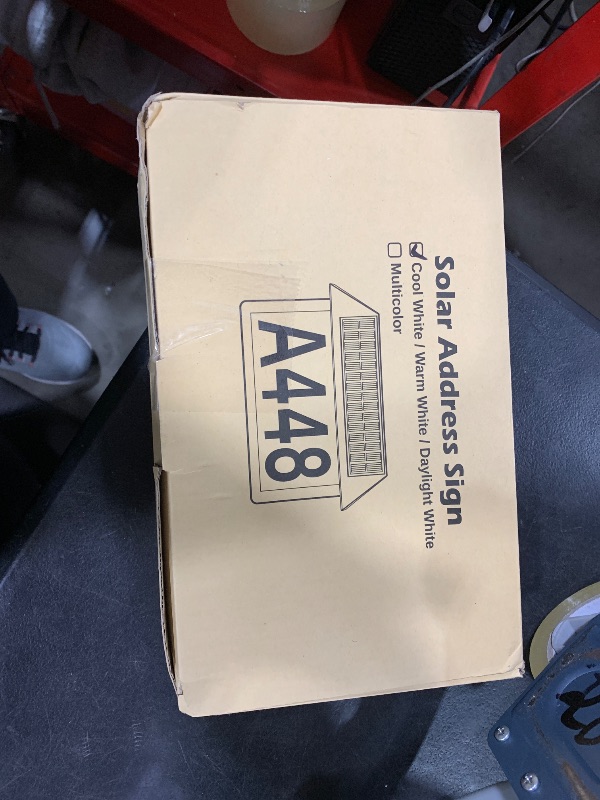 Solar Address Sign
Cool White / Warm White / Daylight White
Multicolor
A448